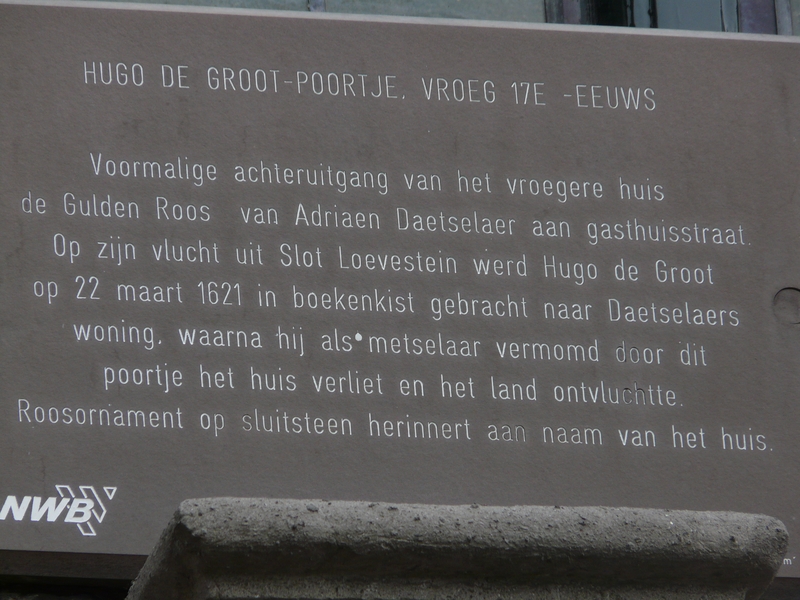 HUGO DE GROOT-POORTJE, VROEG 17E -EEUWS
Voormalige achteruitgang van het vroegere huis
de Gulden Roos van Adriaen Daetselaer aan gasthuisstraat.
Op zijn vlucht uit Slot Loevestein werd Hugo de Groot
op 22 maart 1621 in boekenkist gebracht naar Daetselaers
woning, waarna hij als metselaar vermomd door dit
poortje het huis verliet en het land ontvluchtte.
Roosornament op sluitsteen herinnert aan naam van het huis.
NWB